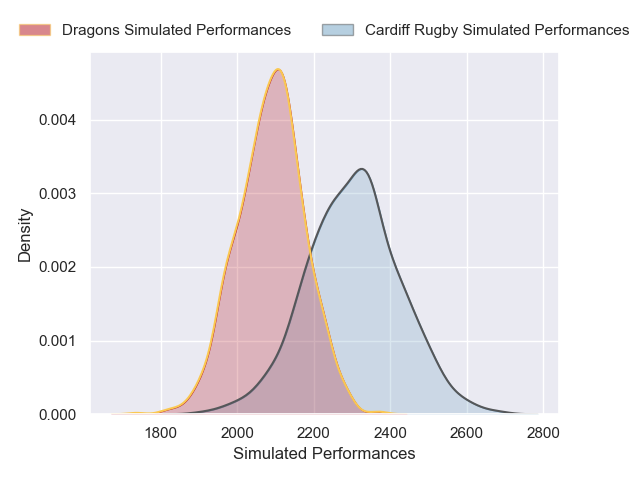 Dragons Simulated Performances
Cardiff Rugby Simulated Performances
0.004
0.003
0.002
0.001
0.000
Density
1800 2000 2200 2400 2600 2800
Simulated Performances